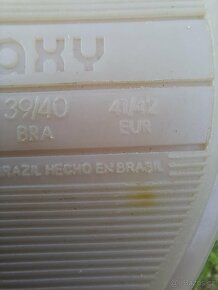 axy
39/40 41/42
BRA EUR
BRAZIL HECHO EN BRASIL